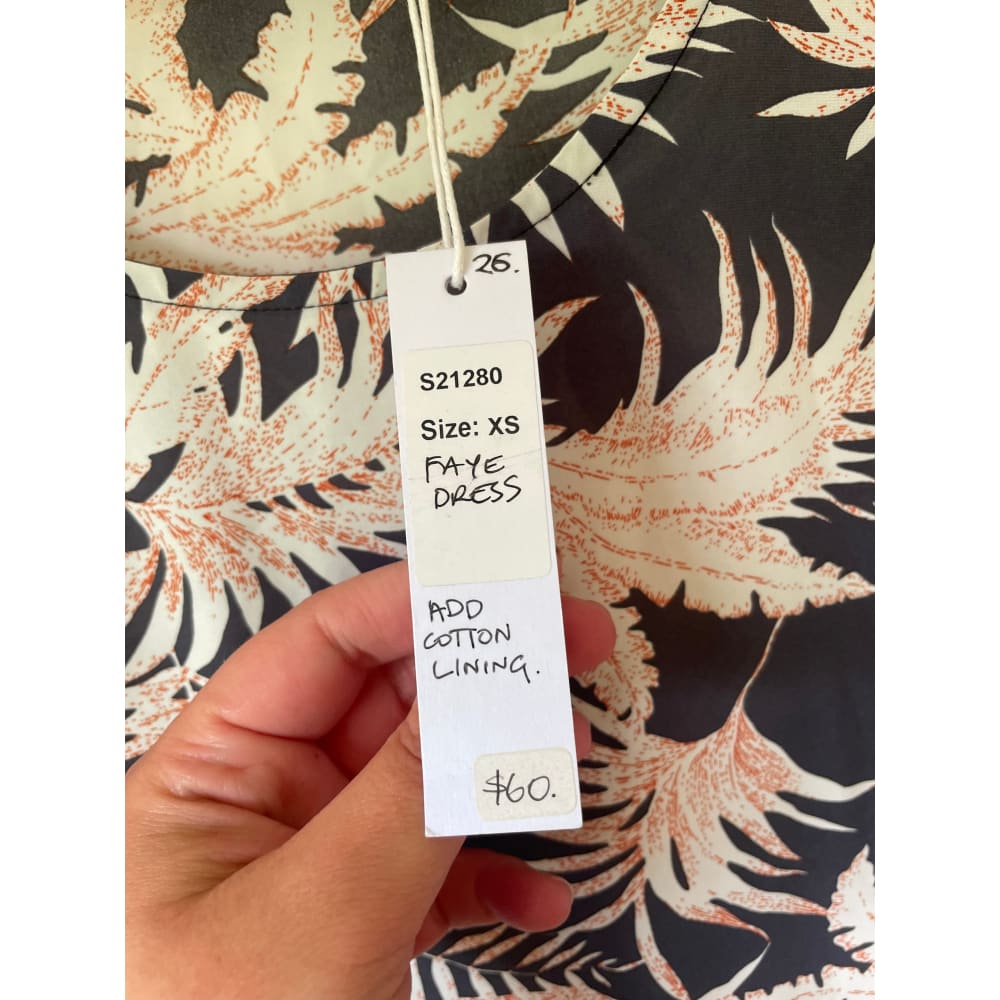 26.
S21280
Size: XS
FAYE
DRESS
ADD
COTTON
LINING.
$60.